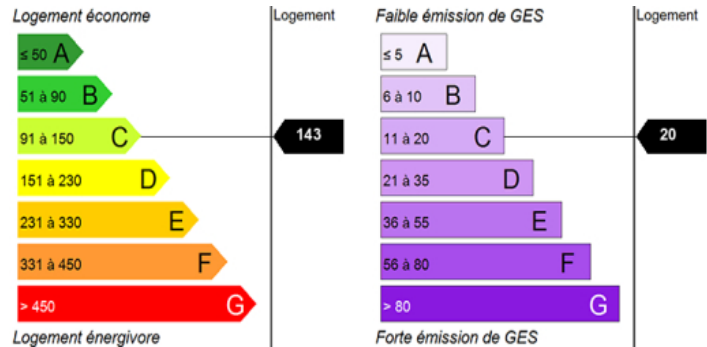 Logement économe
Logement
≤ 50 A
51 à 90 B
91 à 150 C
143
151 à 230 D
231 à 330 E
331 à 450 F
> 450 G
Logement énergivore
Faible émission de GES
Logement
≤ 5 A
6 à 10 B
11 à 20 C
20
21 à 35 D
36 à 55 E
56 à 80 F
> 80 G
Forte émission de GES